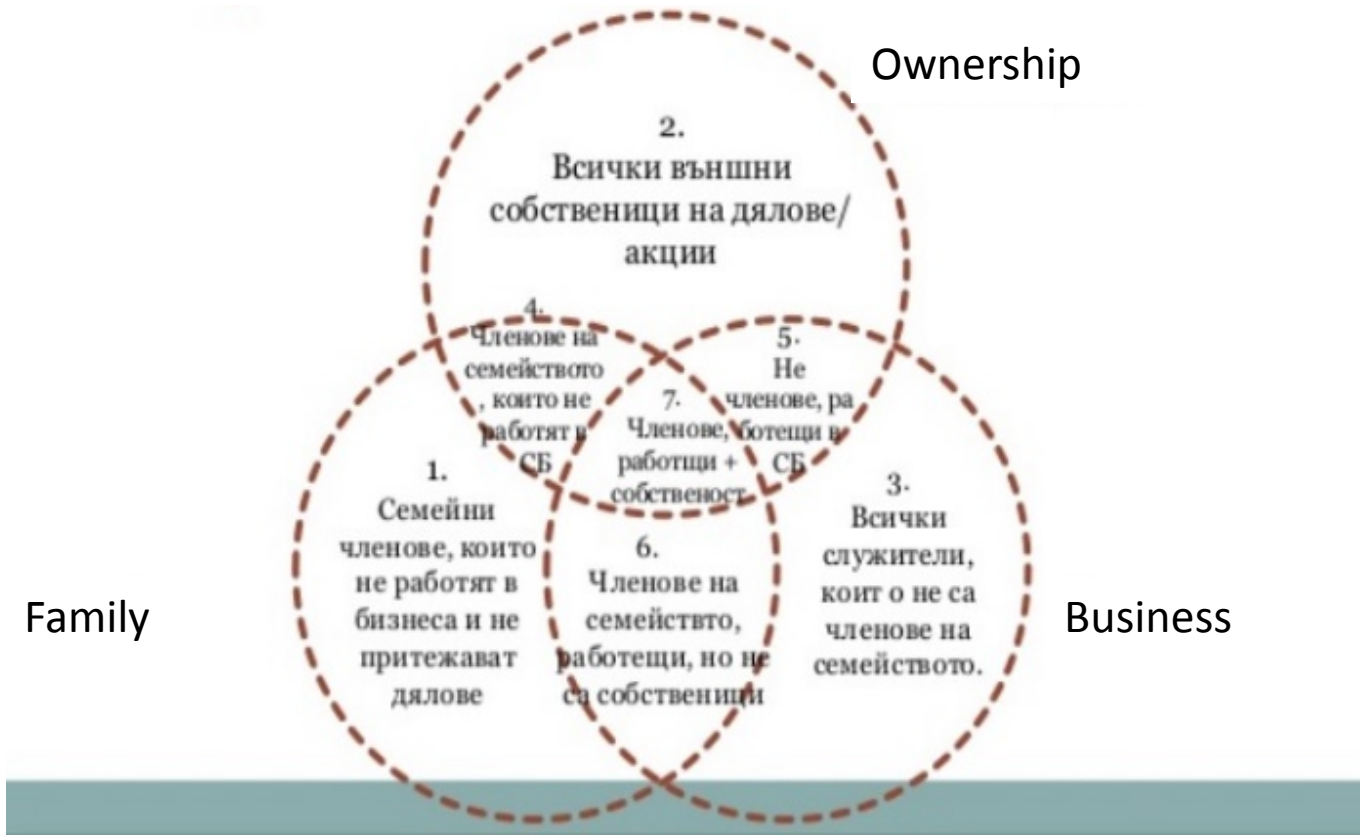 Ownership
2.
Всички външни
собственици на дялове/
акции
4.
Членове на
семейството
, които не
работят в
СБ
5.
Не
членове, ра
ботещи в
СБ
7.
Членове,
работщи +
собственост
1.
Семейни
членове, които
не работят в
бизнеса и не
притежават
дялове
6.
Членове на
семействто,
работещи, но не
са собственици
3.
Всички
служители,
коит о не са
членове на
семейството.
Family
Business